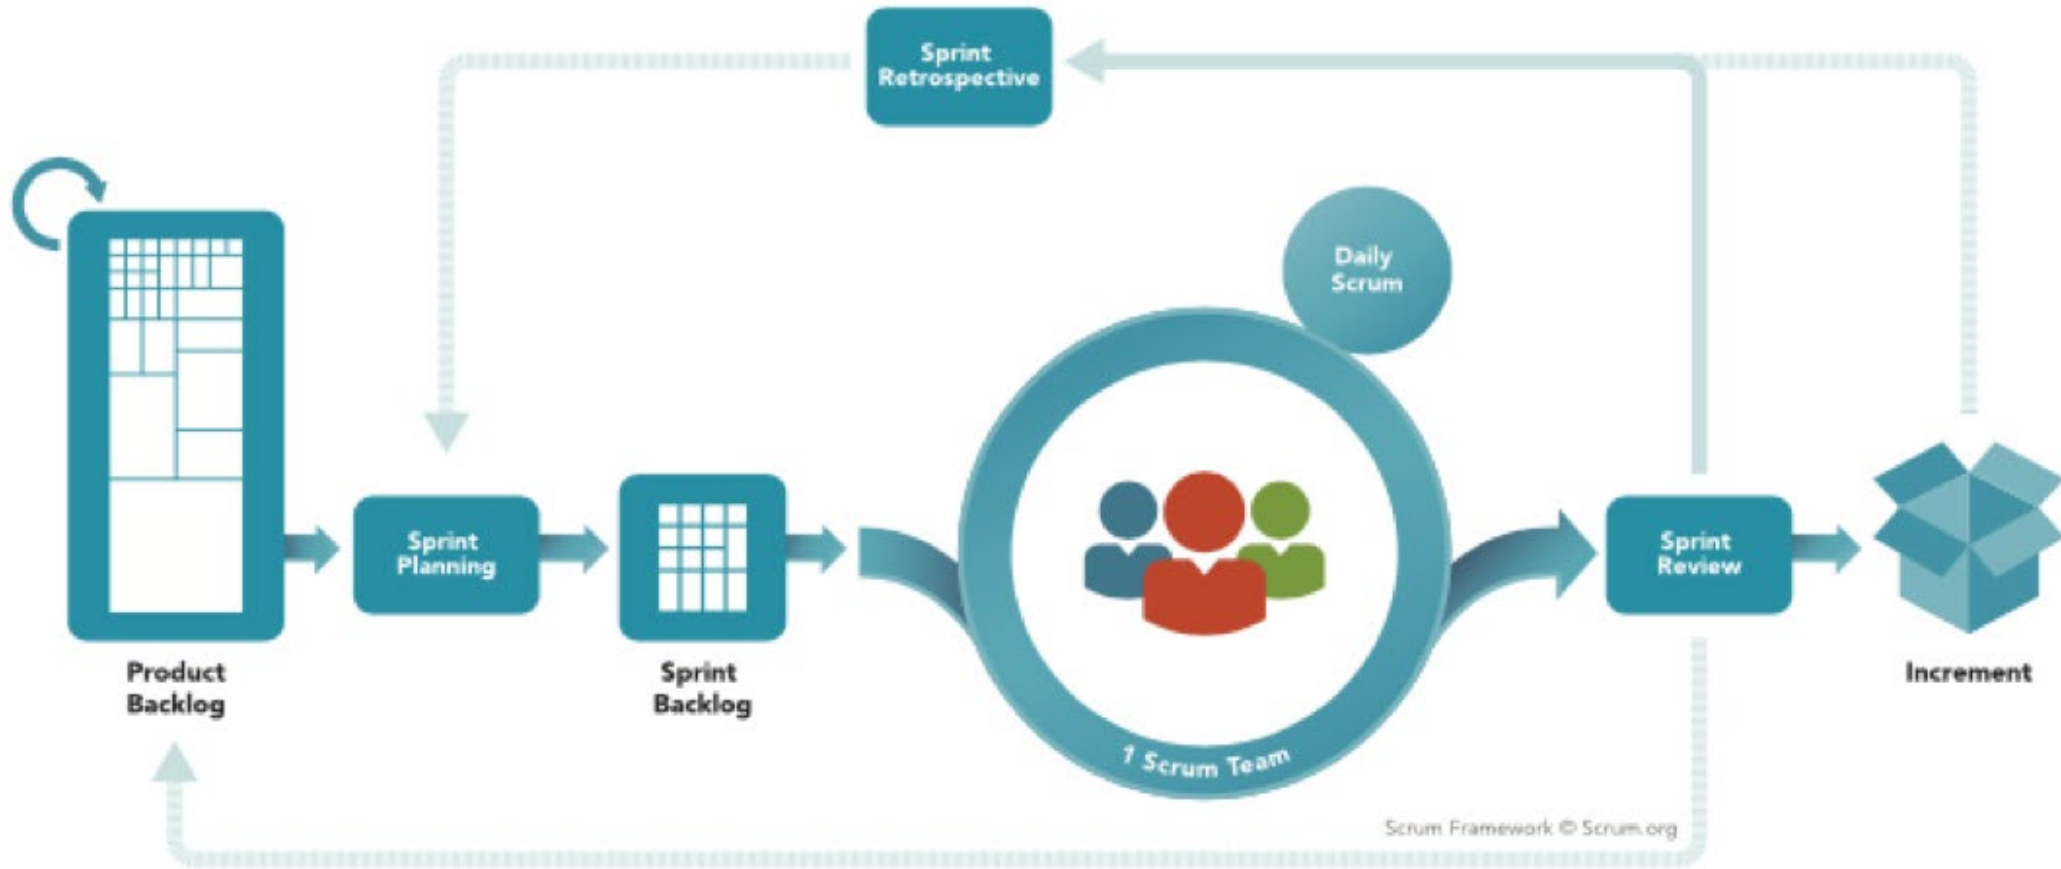 Sprint
Retrospective
Daily
Scrum
Sprint
Planning
Sprint
Review
Product
Backlog
Sprint
Backlog
1 Scrum Team
Increment
Scrum Framework © Scrum.org